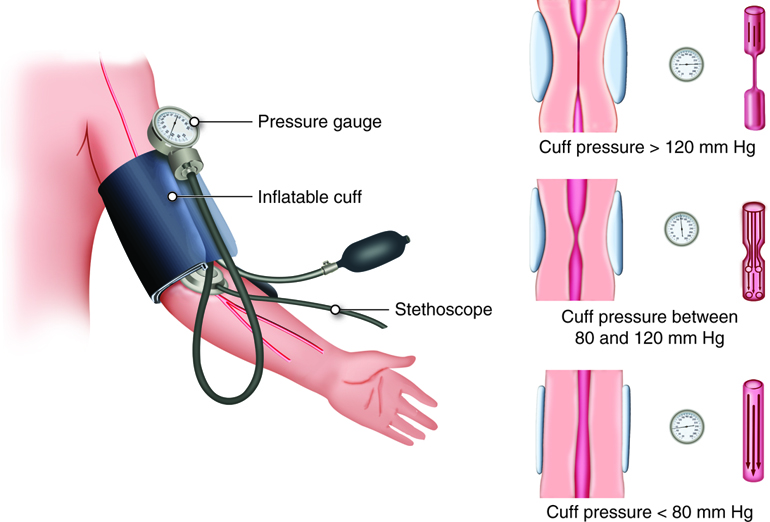 Pressure gauge
Inflatable cuff
Stethoscope
Cuff pressure > 120 mm Hg
Cuff pressure between
80 and 120 mm Hg
Cuff pressure < 80 mm Hg